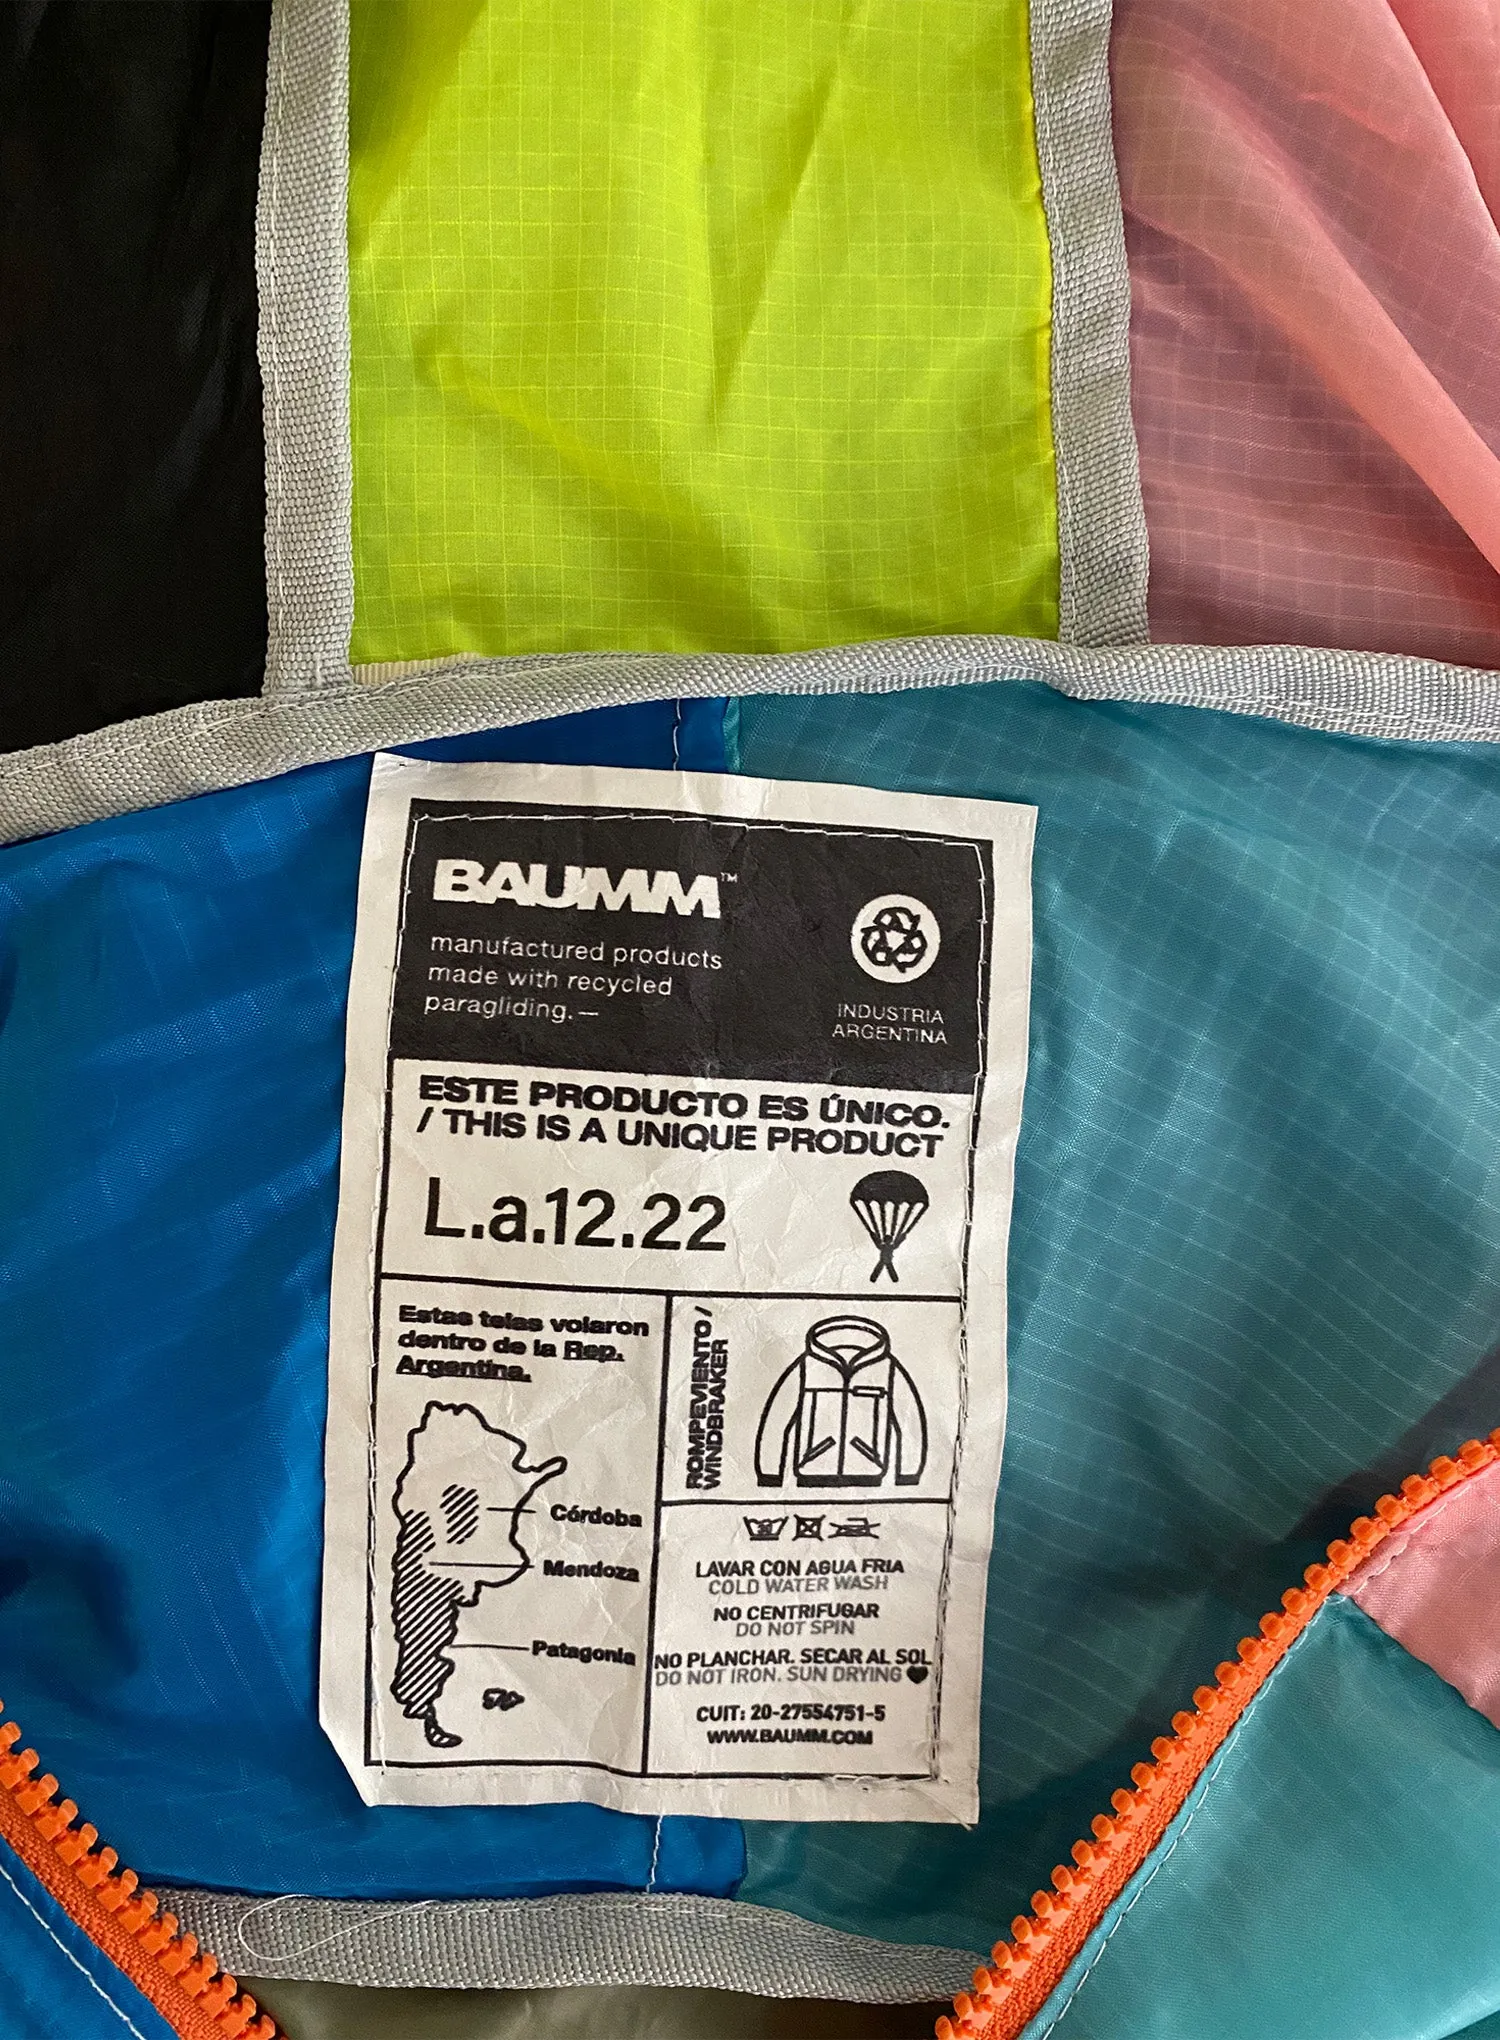 BAUMM™
manufactured products
made with recycled
paragliding.—
INDUSTRIA
ARGENTINA
ESTE PRODUCTO ES ÚNICO.
/ THIS IS A UNIQUE PRODUCT
L.a.12.22
Estas telas volaron
dentro de la Rep.
Argentina.
Córdoba
Mendoza
Patagonia
ROMPEVIENTO /
WINDBRAKER
30
LAVAR CON AGUA FRIA
COLD WATER WASH
NO CENTRIFUGAR
DO NOT SPIN
NO PLANCHAR. SECAR AL SOL
DO NOT IRON. SUN DRYING
CUIT: 20-27554751-5
WWW.BAUMM.COM